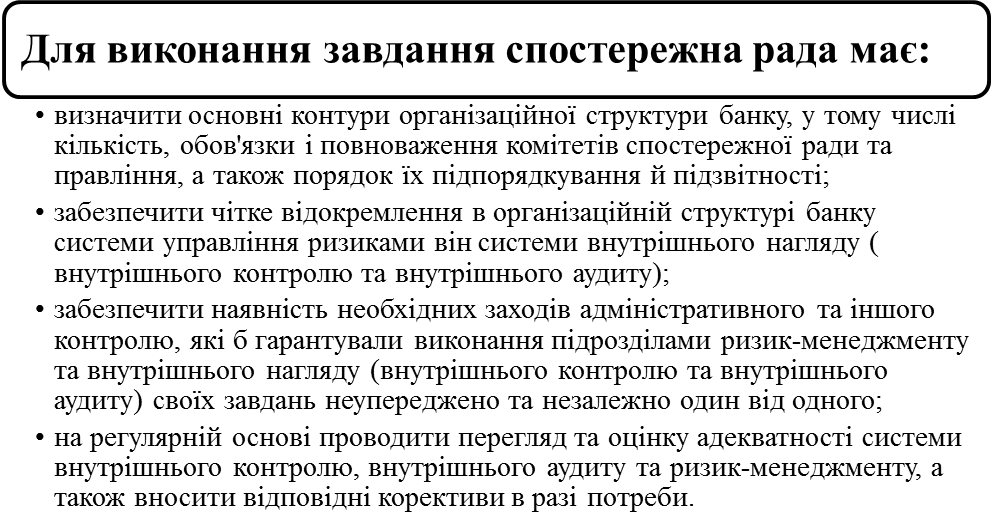 Для виконання завдання спостережна рада має:
• визначити основні контури організаційної структури банку, у тому числі
кількість, обов'язки і повноваження комітетів спостережної ради та
правління, а також порядок їх підпорядкування й підзвітності;
• забезпечити чітке відокремлення в організаційній структурі банку
системи управління ризиками він системи внутрішнього нагляду (
внутрішнього контролю та внутрішнього аудиту);
• забезпечити наявність необхідних заходів адміністративного та іншого
контролю, які б гарантували виконання підрозділами ризик-менеджменту
та внутрішнього нагляду (внутрішнього контролю та внутрішнього
аудиту) своїх завдань неупереджено та незалежно один від одного;
• на регулярній основі проводити перегляд та оцінку адекватності системи
внутрішнього контролю, внутрішнього аудиту та ризик-менеджменту, а
також вносити відповідні корективи в разі потреби.